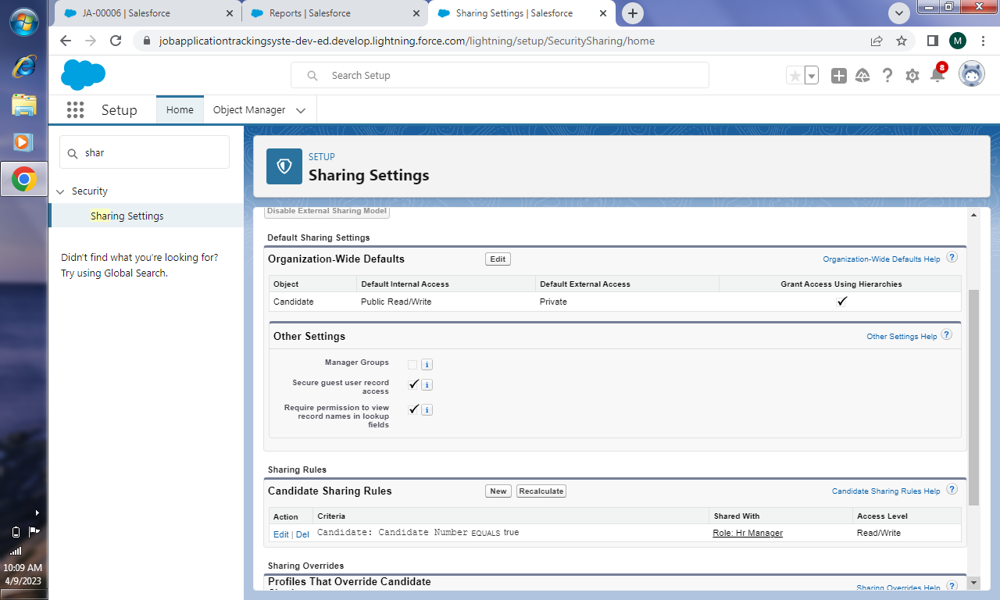 JA-00006 | Salesforce
Reports | Salesforce
Sharing Settings | Salesforce
jobapplicationtrackingsyste-dev-ed.develop.lightning.force.com/lightning/setup/SecuritySharing/home
M
Search Setup
8
Setup
Home
Object Manager
shar
Security
Sharing Settings
Didn't find what you're looking for?
Try using Global Search.
SETUP
Sharing Settings
Disable External Sharing Model
Default Sharing Settings
Organization-Wide Defaults
Edit
Organization-Wide Defaults Help ?
Object Default Internal Access Default External Access Grant Access Using Hierarchies
Candidate Public Read/Write Private
Other Settings
Other Settings Help ?
Manager Groups i
Secure guest user record
access
i
Require permission to view
record names in lookup
fields
i
Sharing Rules
Candidate Sharing Rules
New Recalculate
Candidate Sharing Rules Help ?
Action Criteria Shared With Access Level
Edit | Del Candidate: Candidate Number EQUALS true Role: Hr Manager Read/Write
Sharing Overrides
Profiles That Override Candidate
Sharing Overrides Help ?
10:09 AM
4/9/2023